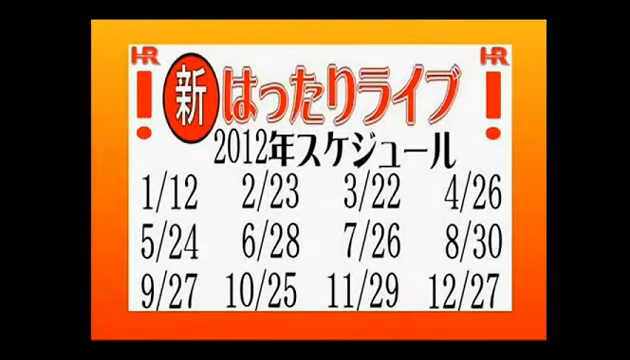 HR HR
! 新 はったりライブ !
2012年スケジュール
1/12 2/23 3/22 4/26
5/24 6/28 7/26 8/30
9/27 10/25 11/29 12/27